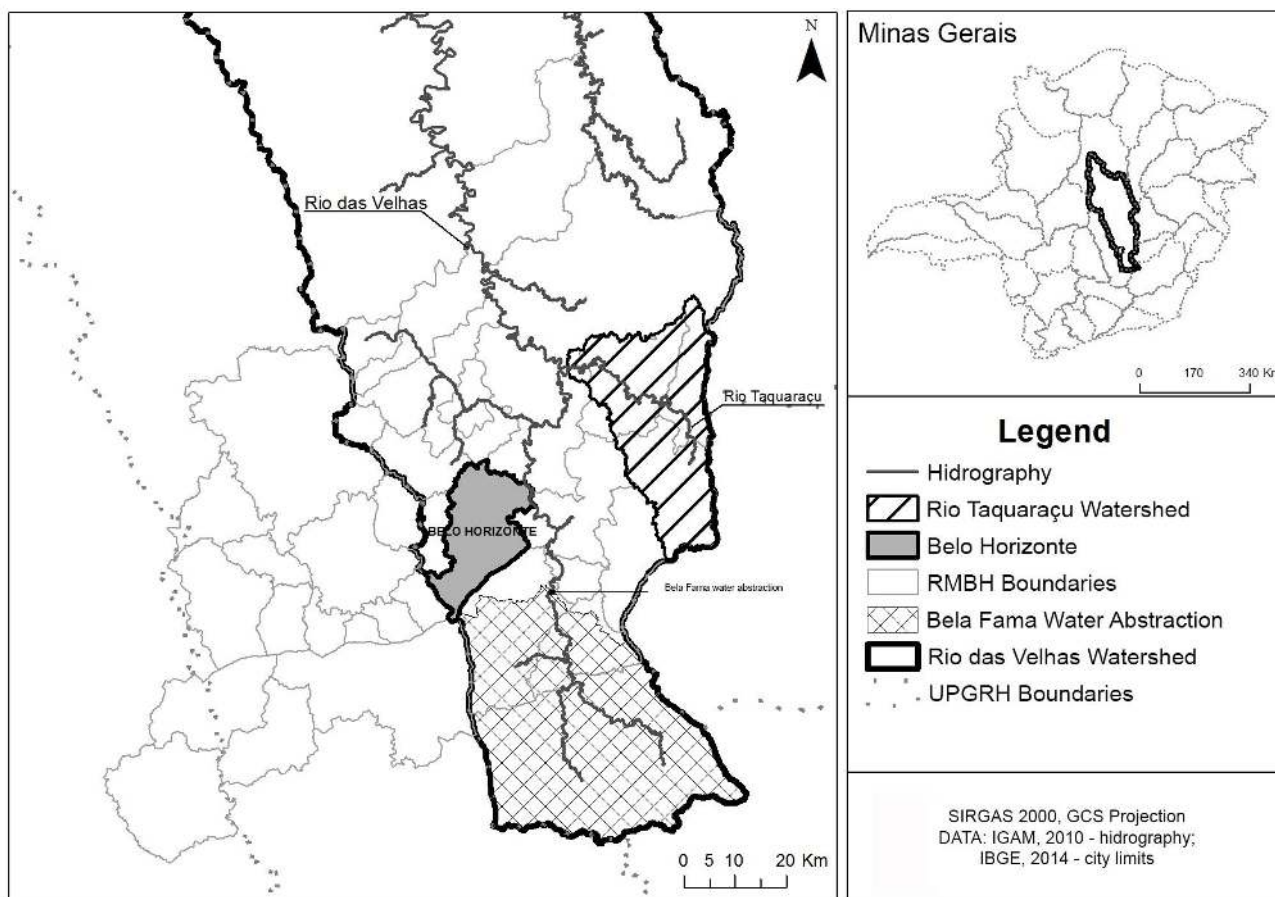 N
Rio das Velhas
Rio Taquaraçu
BELO HORIZONTE
Bela Fama water abstraction
0 5 10 20 Km
Minas Gerais
0 170 340 Km
Legend
Hidrography
Rio Taquaraçu Watershed
Belo Horizonte
RMBH Boundaries
Bela Fama Water Abstraction
Rio das Velhas Watershed
UPGRH Boundaries
SIRGAS 2000, GCS Projection
DATA: IGAM, 2010 - hidrography;
IBGE, 2014 - city limits